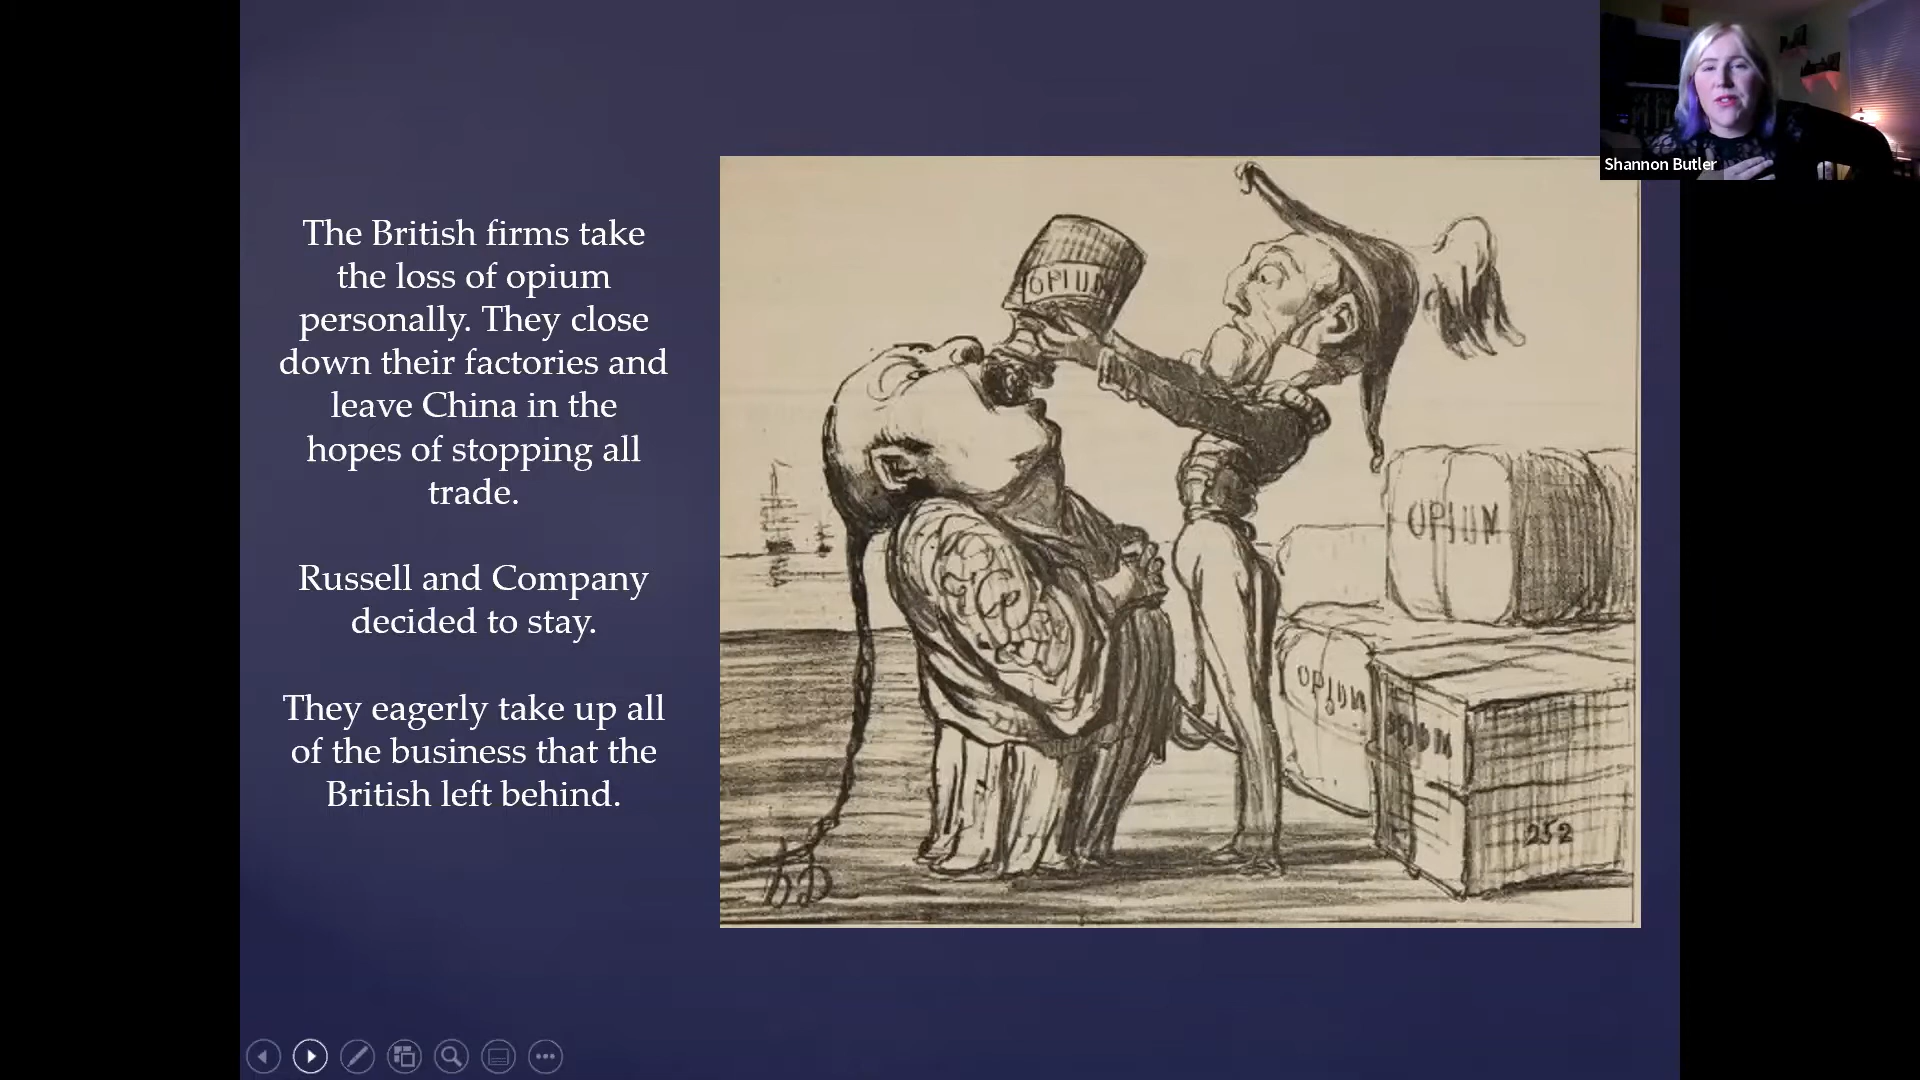 Shannon Butler
The British firms take
the loss of opium
personally. They close
down their factories and
leave China in the
hopes of stopping all
trade.
Russell and Company
decided to stay.
They eagerly take up all
of the business that the
British left behind.
OPIUM
OPIUM
OPIUM
OPIUM
252
hD